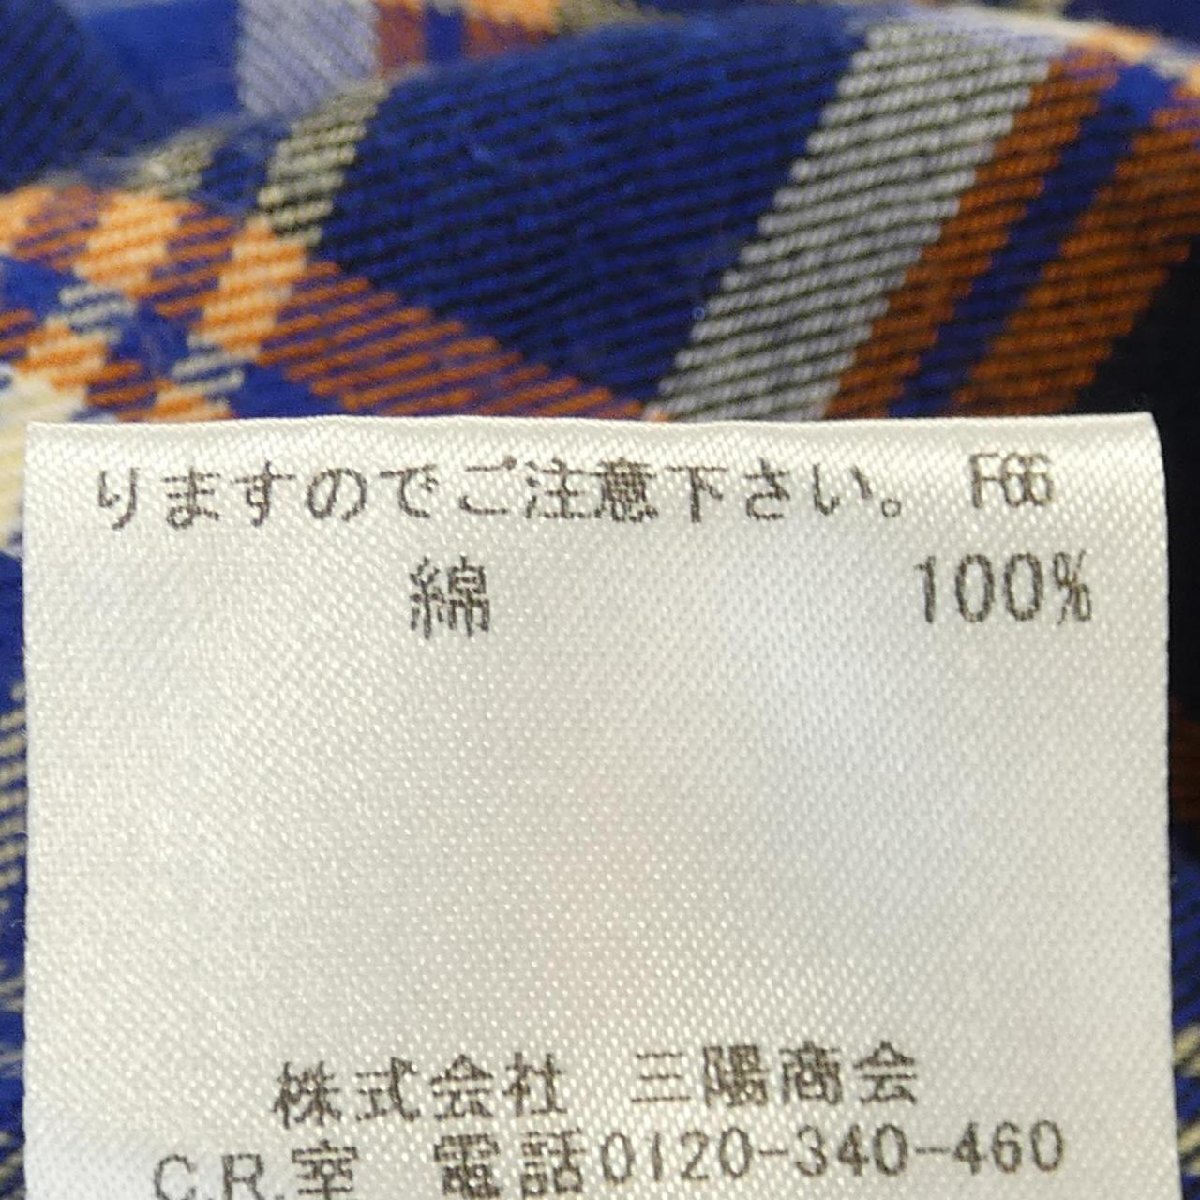 りますのでご注意下さい。 F66
綿 100%
株式会社 三陽商会
C.R.室 電話0120-340-460